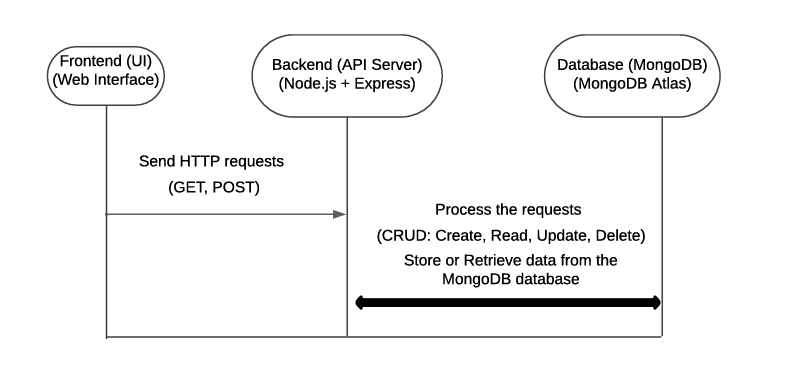 Frontend (UI)
(Web Interface)
Backend (API Server)
(Node.js + Express)
Database (MongoDB)
(MongoDB Atlas)
Send HTTP requests
(GET, POST)
Process the requests
(CRUD: Create, Read, Update, Delete)
Store or Retrieve data from the
MongoDB database